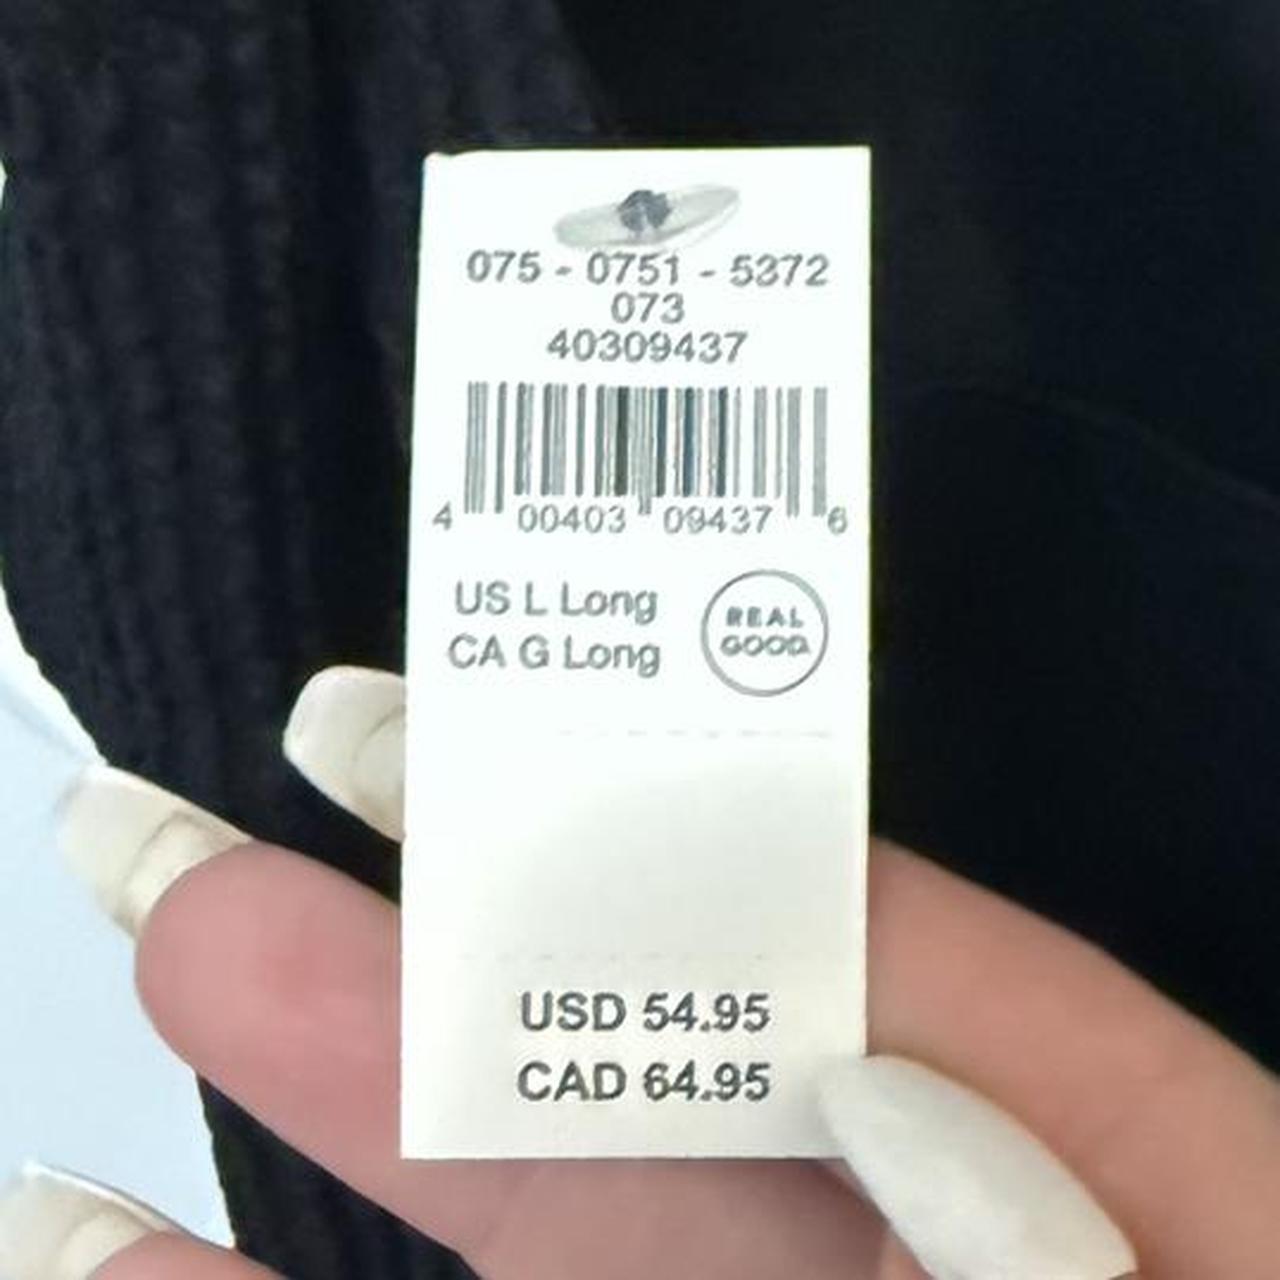 075 - 0751 - 5372
073
40309437
4 00403 09437 6
US L Long
CA G Long
REAL
GOOD.
USD 54.95
CAD 64.95